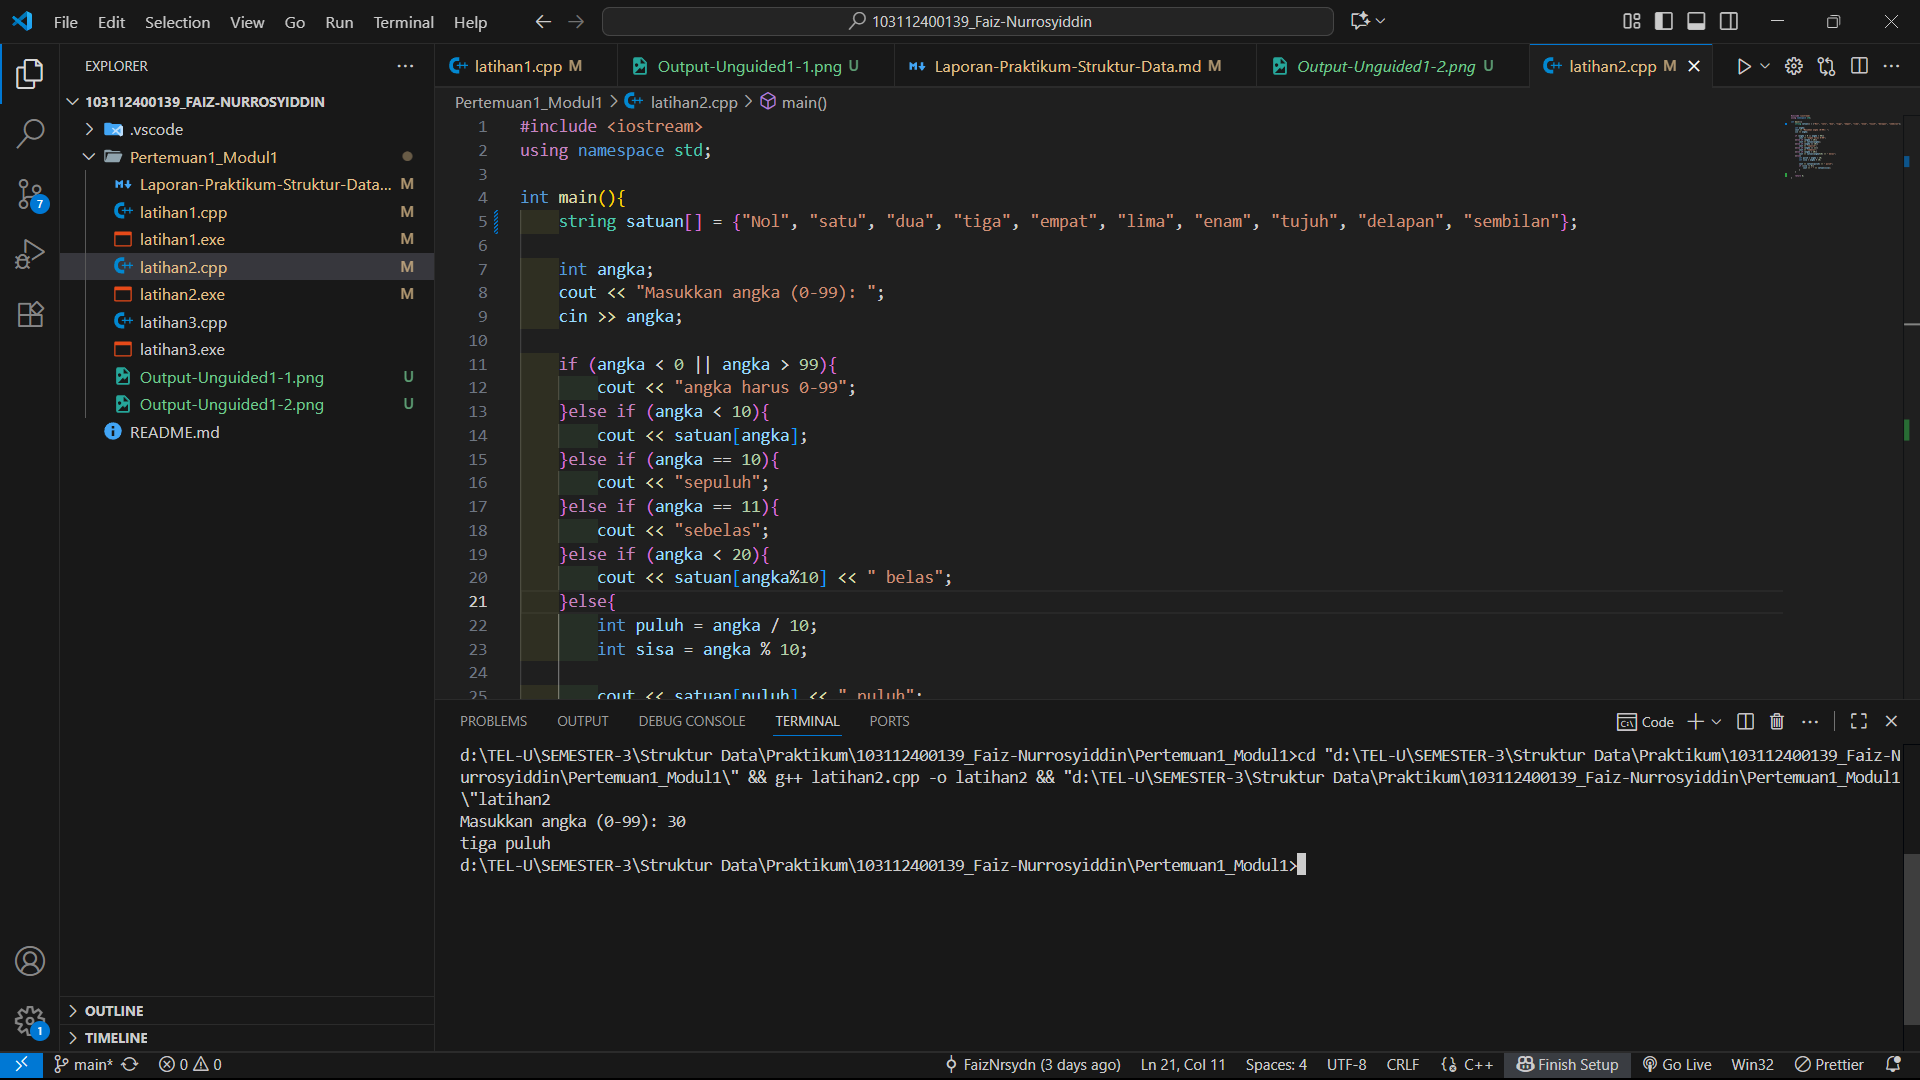 File Edit Selection View Go Run Terminal Help
103112400139_Faiz-Nurrosyiddin
EXPLORER
103112400139_FAIZ-NURROSYIDDIN
.vscode
Pertemuan1_Modul1
Laporan-Praktikum-Struktur-Data... M
latihan1.cpp M
latihan1.exe M
latihan2.cpp M
latihan2.exe M
latihan3.cpp
latihan3.exe
Output-Unguided1-1.png U
Output-Unguided1-2.png U
README.md
7
1
OUTLINE
TIMELINE
latihan1.cpp M Output-Unguided1-1.png U Laporan-Praktikum-Struktur-Data.md M Output-Unguided1-2.png U latihan2.cpp M
Pertemuan1_Modul1 > latihan2.cpp > main()
1 #include <iostream>
2 using namespace std;
3
4 int main(){
5 string satuan[] = {"Nol", "satu", "dua", "tiga", "empat", "lima", "enam", "tujuh", "delapan", "sembilan"};
6
7 int angka;
8 cout << "Masukkan angka (0-99): ";
9 cin >> angka;
10
11 if (angka < 0 || angka > 99){
12 cout << "angka harus 0-99";
13 }else if (angka < 10){
14 cout << satuan[angka];
15 }else if (angka == 10){
16 cout << "sepuluh";
17 }else if (angka == 11){
18 cout << "sebelas";
19 }else if (angka < 20){
20 cout << satuan[angka%10] << " belas";
21 }else{
22 int puluh = angka / 10;
23 int sisa = angka % 10;
24
25 cout << satuan[puluh] << " puluh";
PROBLEMS OUTPUT DEBUG CONSOLE TERMINAL PORTS
Code
d:\TEL-U\SEMESTER-3\Struktur Data\Praktikum\103112400139_Faiz-Nurrosyiddin\Pertemuan1_Modul1>cd "d:\TEL-U\SEMESTER-3\Struktur Data\Praktikum\103112400139_Faiz-N
urrosyiddin\Pertemuan1_Modul1\" && g++ latihan2.cpp -o latihan2 && "d:\TEL-U\SEMESTER-3\Struktur Data\Praktikum\103112400139_Faiz-Nurrosyiddin\Pertemuan1_Modul1
\"latihan2
Masukkan angka (0-99): 30
tiga puluh
d:\TEL-U\SEMESTER-3\Struktur Data\Praktikum\103112400139_Faiz-Nurrosyiddin\Pertemuan1_Modul1>
main* 0 0 FaizNrsydn (3 days ago) Ln 21, Col 11 Spaces: 4 UTF-8 CRLF {} C++ Finish Setup Go Live Win32 Prettier